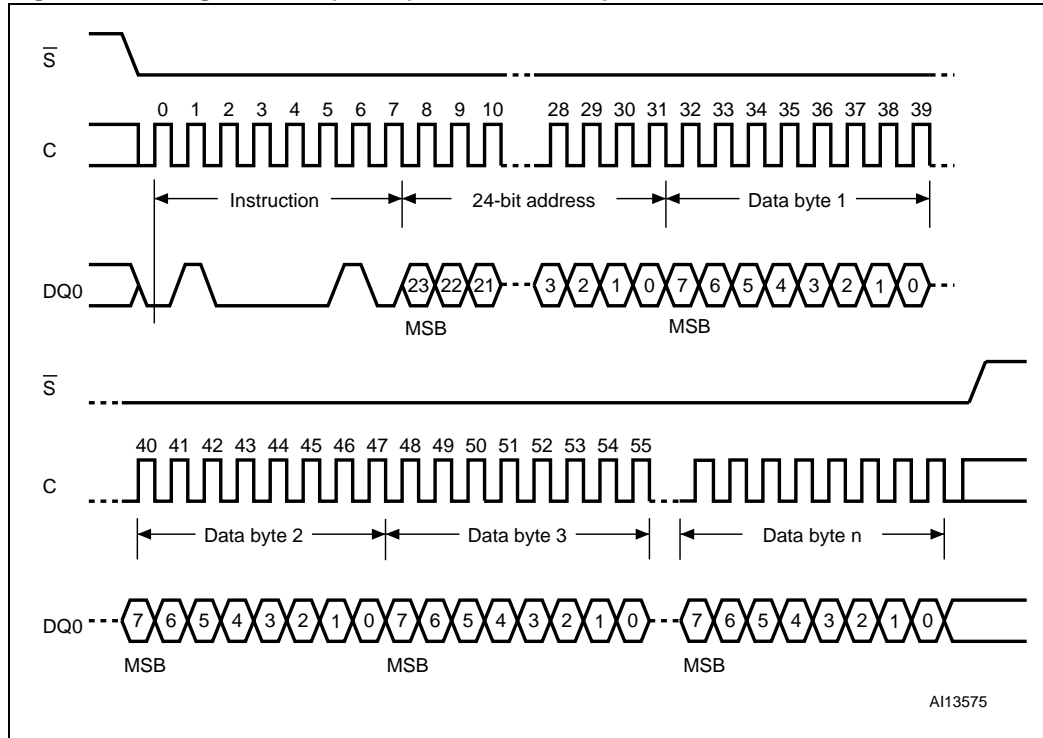 S
0 1 2 3 4 5 6 7 8 9 10 28 29 30 31 32 33 34 35 36 37 38 39
C
Instruction 24-bit address Data byte 1
DQ0 23 22 21 3 2 1 0 7 6 5 4 3 2 1 0
MSB MSB
S
40 41 42 43 44 45 46 47 48 49 50 51 52 53 54 55
C
Data byte 2 Data byte 3 Data byte n
DQ0 7 6 5 4 3 2 1 0 7 6 5 4 3 2 1 0 7 6 5 4 3 2 1 0
MSB MSB MSB
AI13575